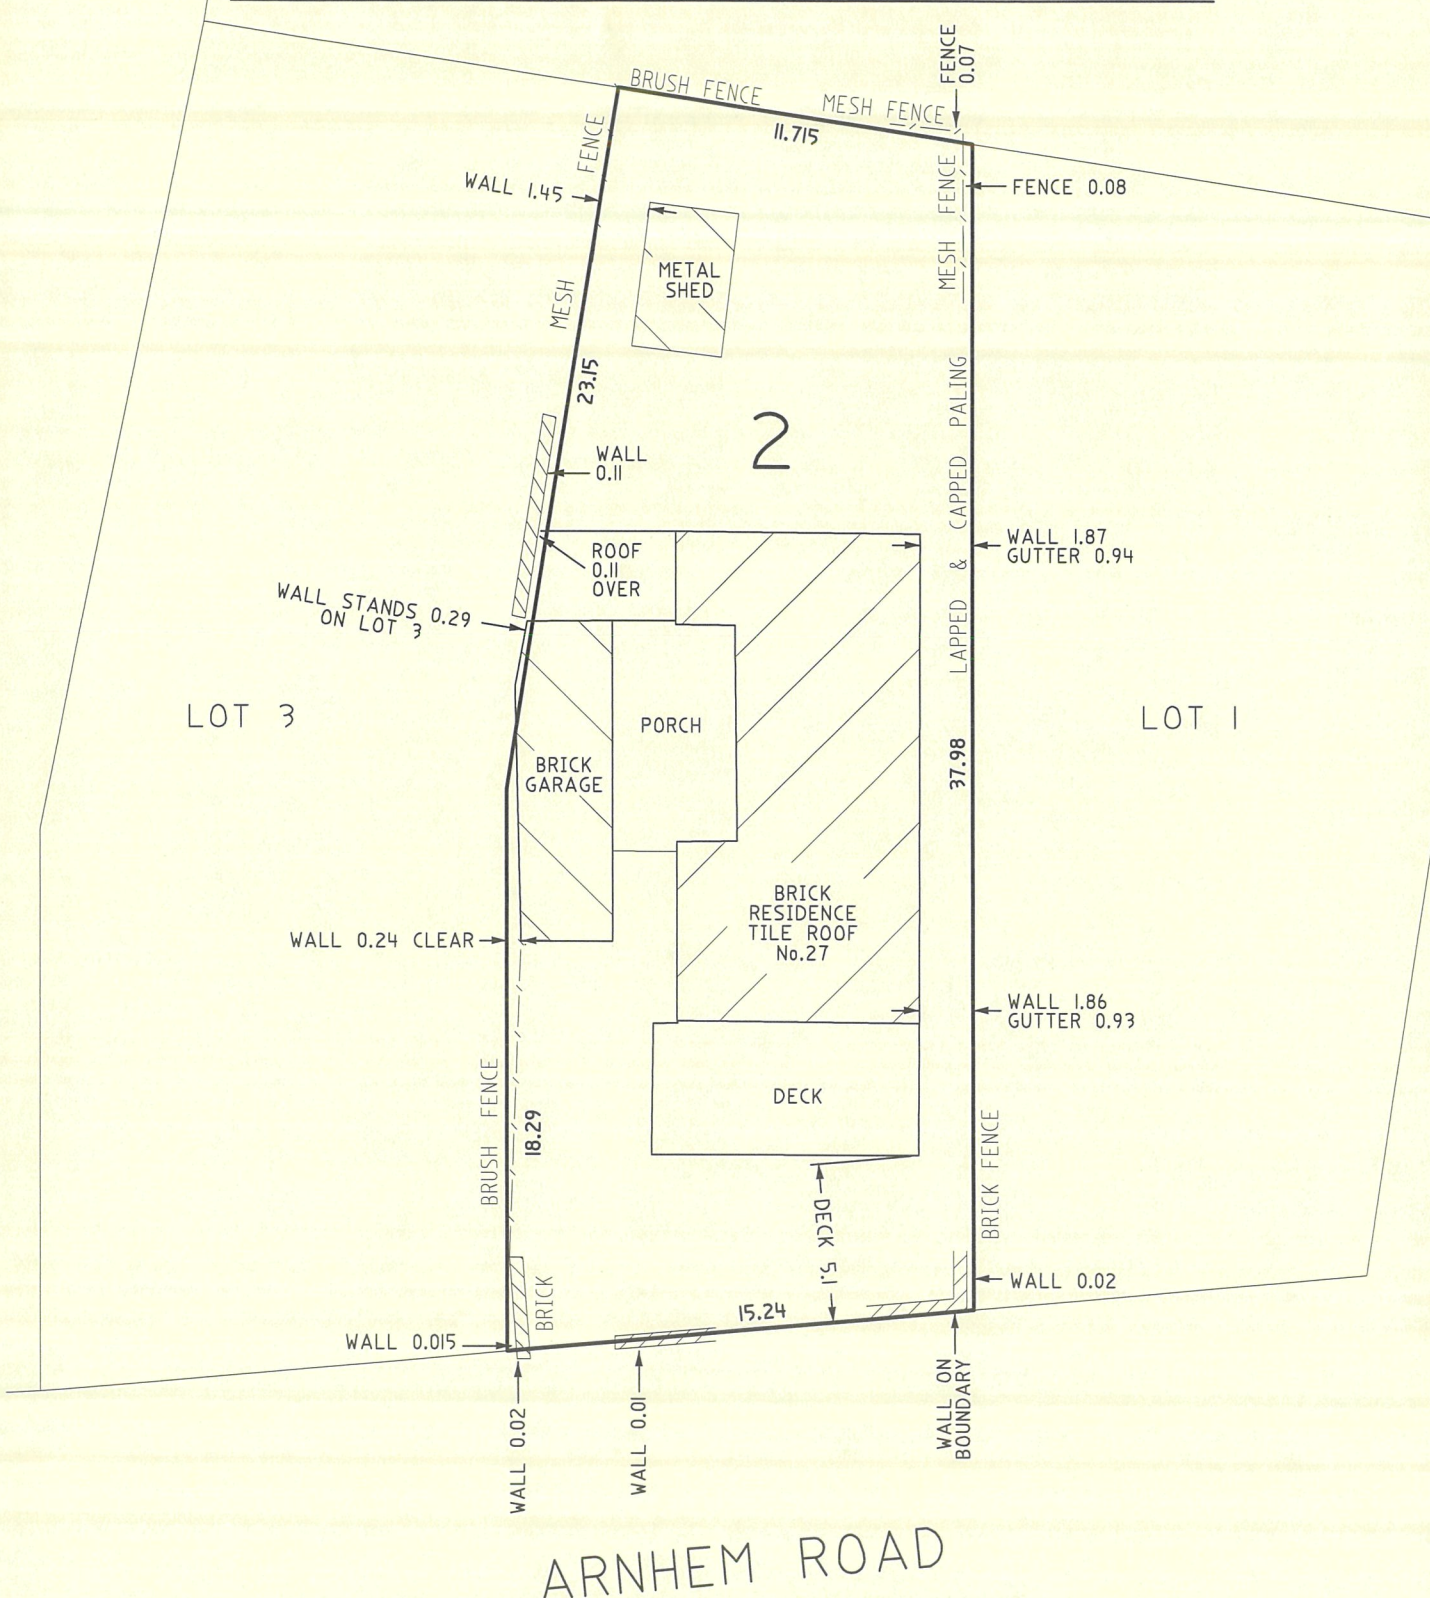 FENCE
0.07
BRUSH FENCE
MESH FENCE
11.715
FENCE
MESH
WALL 1.45
MESH FENCE
FENCE 0.08
METAL
SHED
23.15
2
LAPPED & CAPPED PALING
WALL
0.11
ROOF
0.11
OVER
WALL 1.87
GUTTER 0.94
WALL STANDS 0.29
ON LOT 3
LOT 3
PORCH
LOT 1
BRICK
GARAGE
37.98
BRICK
RESIDENCE
TILE ROOF
No.27
WALL 0.24 CLEAR
WALL 1.86
GUTTER 0.93
DECK
BRUSH FENCE
18.29
BRICK FENCE
DECK 5.1
WALL 0.02
BRICK
15.24
WALL 0.015
WALL 0.02
WALL 0.01
WALL ON
BOUNDARY
ARNHEM ROAD